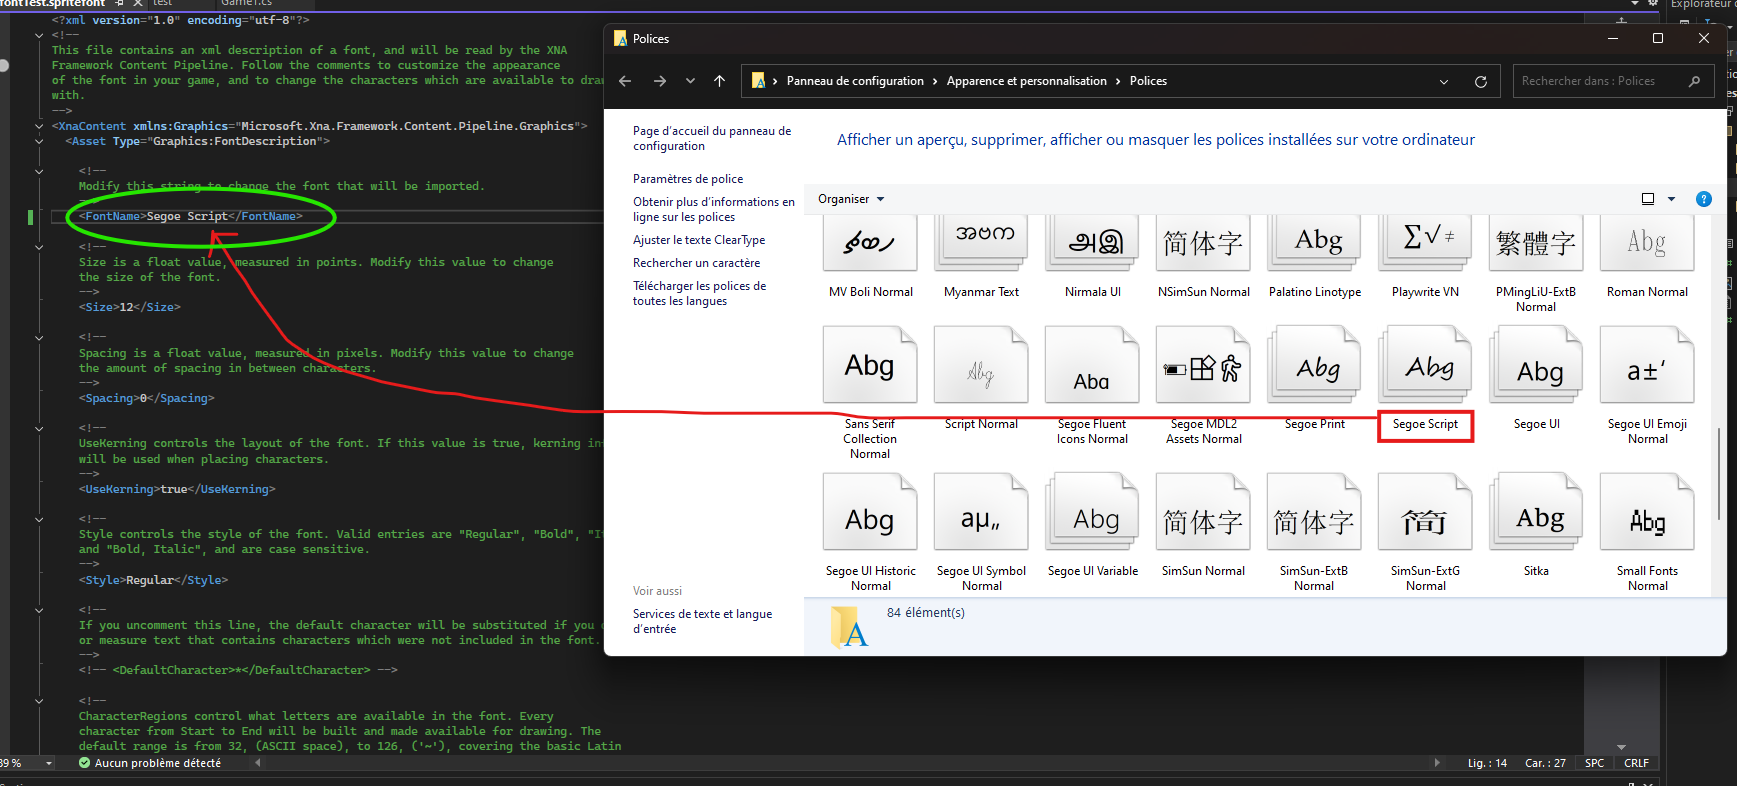 fontTest.spritefont
test
Game1.cs
Explorateur d
<?xml version="1.0" encoding="utf-8"?>
<!--
This file contains an xml description of a font, and will be read by the XNA
Framework Content Pipeline. Follow the comments to customize the appearance
of the font in your game, and to change the characters which are available to draw
with.
-->
<XnaContent xmlns:Graphics="Microsoft.Xna.Framework.Content.Pipeline.Graphics">
<Asset Type="Graphics:FontDescription">
<!--
Modify this string to change the font that will be imported.
<FontName>Segoe Script</FontName>
<!--
Size is a float value, measured in points. Modify this value to change
the size of the font.
-->
<Size>12</Size>
<!--
Spacing is a float value, measured in pixels. Modify this value to change
the amount of spacing in between characters.
-->
<Spacing>0</Spacing>
<!--
UseKerning controls the layout of the font. If this value is true, kerning in
will be used when placing characters.
-->
<UseKerning>true</UseKerning>
<!--
Style controls the style of the font. Valid entries are "Regular", "Bold", "It
and "Bold, Italic", and are case sensitive.
-->
<Style>Regular</Style>
<!--
If you uncomment this line, the default character will be substituted if you
or measure text that contains characters which were not included in the font.
-->
<!-- <DefaultCharacter>*</DefaultCharacter> -->
<!--
CharacterRegions control what letters are available in the font. Every
character from Start to End will be built and made available for drawing. The
default range is from 32, (ASCII space), to 126, ('~'), covering the basic Latin
39 %
Aucun problème détecté
Lig. : 14
Car. : 27
SPC
CRLF
Polices
Panneau de configuration > Apparence et personnalisation > Polices
Rechercher dans : Polices
Page d'accueil du panneau de
configuration
Paramètres de police
Obtenir plus d'informations en
ligne sur les polices
Ajuster le texte ClearType
Rechercher un caractère
Télécharger les polices de
toutes les langues
Voir aussi
Services de texte et langue
d'entrée
Afficher un aperçu, supprimer, afficher ou masquer les polices installées sur votre ordinateur
Organiser
?
அஇ 简体字 Abg Σ√≠ 繁體字 Abg
MV Boli Normal
Myanmar Text
Nirmala UI
NSimSun Normal
Palatino Linotype
Playwrite VN
PMingLiU-ExtB
Normal
Roman Normal
Abg Abg Aba Abg Abg Abg a±‘
Sans Serif
Collection
Normal
Script Normal
Segoe Fluent
Icons Normal
Segoe MDL2
Assets Normal
Segoe Print
Segoe Script
Segoe UI
Segoe UI Emoji
Normal
Abg aµ„ Abg 简体字 简体字 Abg Abg
Segoe UI Historic
Normal
Segoe UI Symbol
Normal
Segoe UI Variable
SimSun Normal
SimSun-ExtB
Normal
SimSun-ExtG
Normal
Sitka
Small Fonts
Normal
A
84 élément(s)